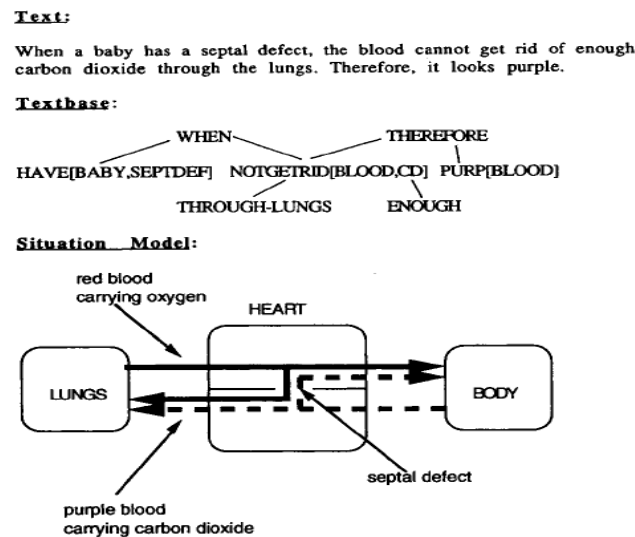 Text:
When a baby has a septal defect, the blood cannot get rid of enough
carbon dioxide through the lungs. Therefore, it looks purple.
Textbase:
WHEN THEREFORE
HAVE[BABY,SEPTDEF] NOTGETRID[BLOOD,CD] PURP[BLOOD]
THROUGH-LUNGS ENOUGH
Situation Model:
red blood
carrying oxygen
HEART
LUNGS
BODY
septal defect
purple blood
carrying carbon dioxide